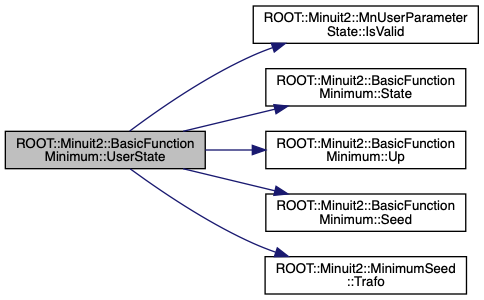 ROOT::Minuit2::MnUserParameter
State::IsValid
ROOT::Minuit2::BasicFunction
Minimum::State
ROOT::Minuit2::BasicFunction
Minimum::UserState
ROOT::Minuit2::BasicFunction
Minimum::Up
ROOT::Minuit2::BasicFunction
Minimum::Seed
ROOT::Minuit2::MinimumSeed
::Trafo